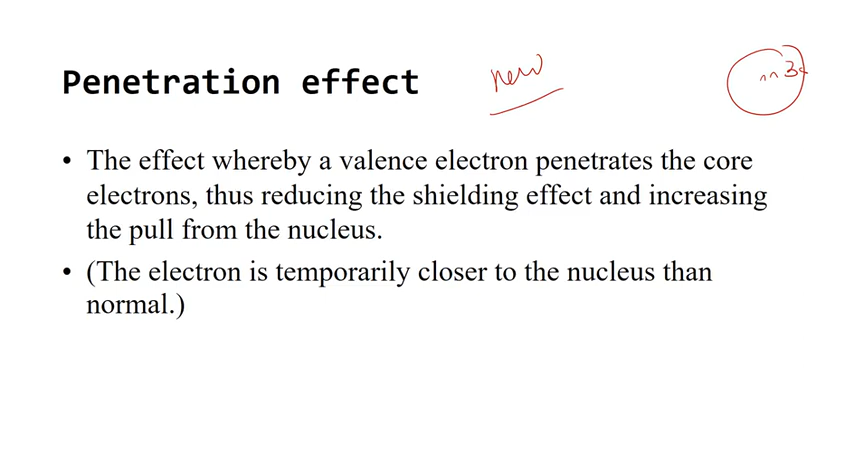 Penetration effect new
• The effect whereby a valence electron penetrates the core
electrons, thus reducing the shielding effect and increasing
the pull from the nucleus.
• (The electron is temporarily closer to the nucleus than
normal.)